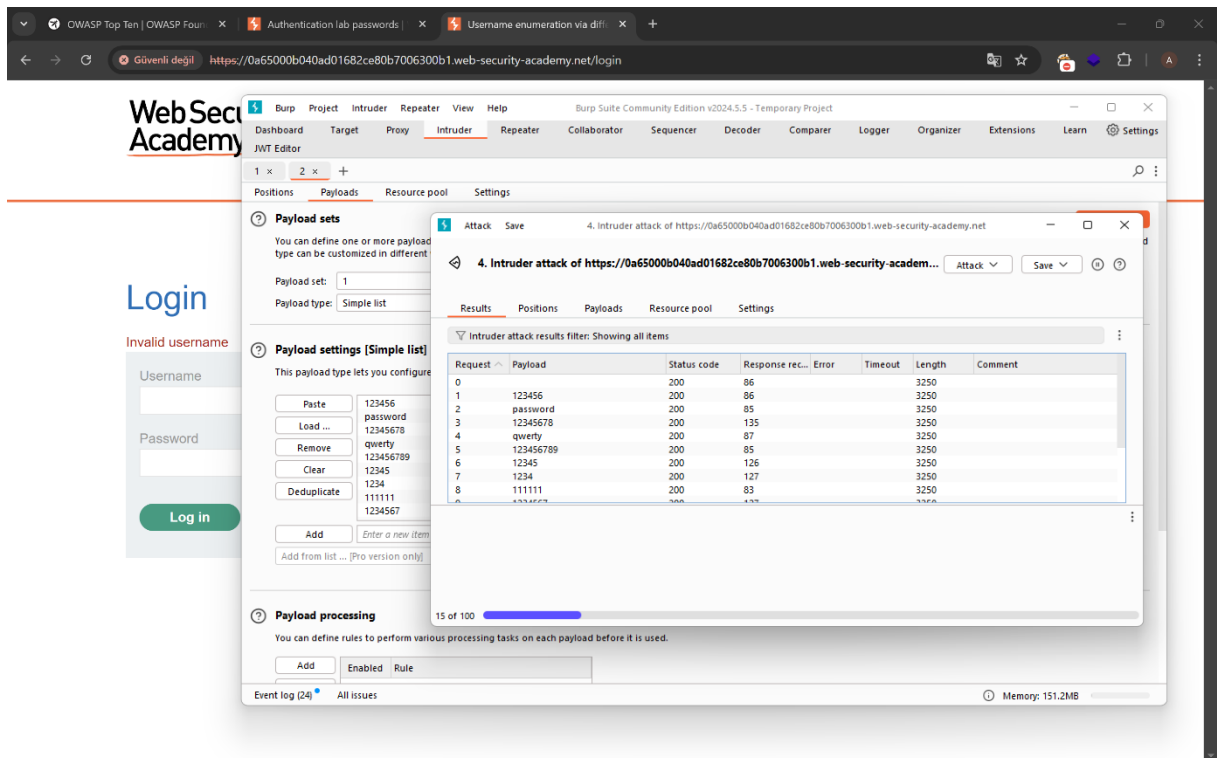 OWASP Top Ten | OWASP Foun
Authentication lab passwords |
Username enumeration via diff
Güvenli değil
https://0a65000b040ad01682ce80b7006300b1.web-security-academy.net/login
A
Web Secu
Academy
Burp Project Intruder Repeater View Help
Burp Suite Community Edition v2024.5.5 - Temporary Project
Dashboard Target Proxy Intruder Repeater Collaborator Sequencer Decoder Comparer Logger Organizer Extensions Learn Settings
JWT Editor
1 × 2 × +
Positions Payloads Resource pool Settings
Payload sets
You can define one or more payload
type can be customized in different
Payload set: 1
Payload type: Simple list
Payload settings [Simple list]
This payload type lets you configure
Paste
Load ...
Remove
Clear
Deduplicate
123456
password
12345678
qwerty
123456789
12345
1234
111111
1234567
Add
Enter a new item
Add from list ... [Pro version only]
Payload processing
You can define rules to perform various processing tasks on each payload before it is used.
Add
Enabled Rule
Event log (24) All issues
Memory: 151.2MB
Login
Invalid username
Username
Password
Log in
Attack Save
4. Intruder attack of https://0a65000b040ad01682ce80b7006300b1.web-security-academy.net
4. Intruder attack of https://0a65000b040ad01682ce80b7006300b1.web-security-academ...
Attack Save
Results Positions Payloads Resource pool Settings
Intruder attack results filter: Showing all items
Request Payload Status code Response rec... Error Timeout Length Comment
0 200 86 3250
1 123456 200 86 3250
2 password 200 85 3250
3 12345678 200 135 3250
4 qwerty 200 87 3250
5 123456789 200 85 3250
6 12345 200 126 3250
7 1234 200 127 3250
8 111111 200 83 3250
9 1234567 200 127 3250
15 of 100